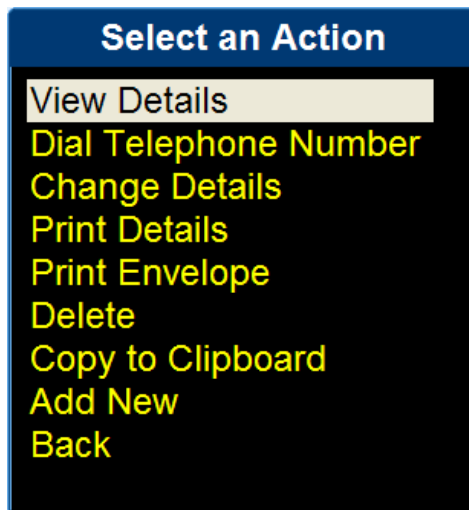 Select an Action
View Details
Dial Telephone Number
Change Details
Print Details
Print Envelope
Delete
Copy to Clipboard
Add New
Back